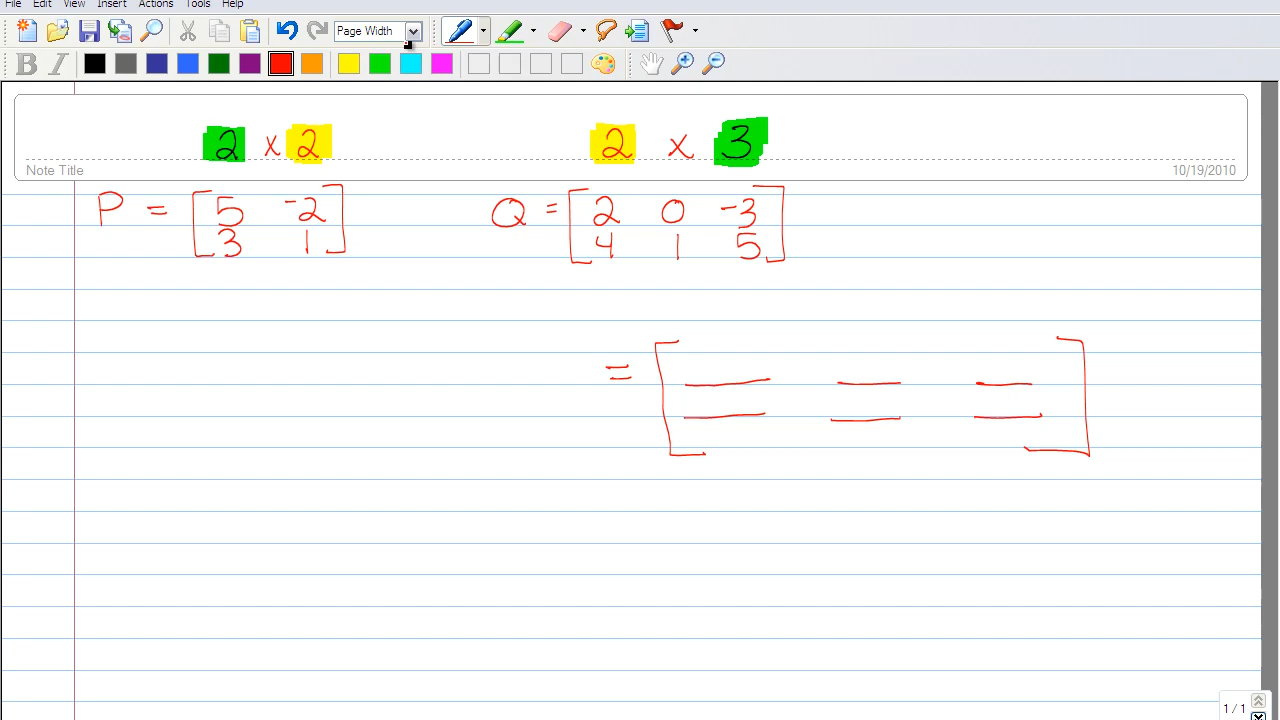 File Edit View Insert Actions Tools Help
Page Width
B I
2 x 2 2 x 3
Note Title 10/19/2010
P = [ 5 -2 ] Q = [ 2 0 -3 ]
[ 3 1 ] [ 4 1 5 ]
= [ ]
1 / 1